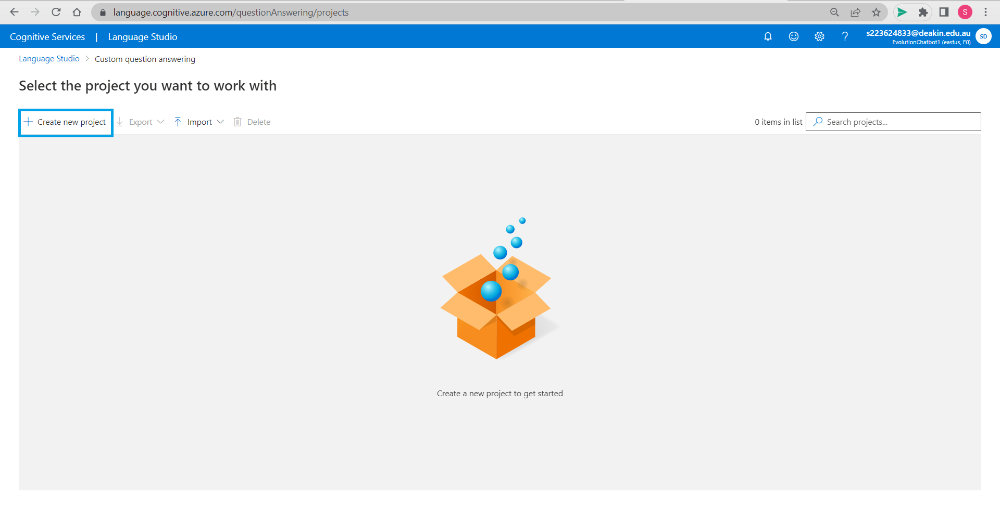 language.cognitive.azure.com/questionAnswering/projects
S
Cognitive Services | Language Studio
s223624833@deakin.edu.au
EvolutionChatbot1 (eastus, F0)
SD
Language Studio > Custom question answering
Select the project you want to work with
+ Create new project
Export
Import
Delete
0 items in list
Search projects...
Create a new project to get started